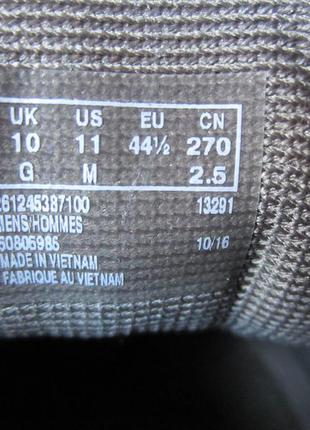 UK US EU CN
10 11 44½ 270
G M 2.5
261245387100 13291
MENS/HOMMES
50806986 10/16
MADE IN VIETNAM
FABRIQUE AU VIETNAM